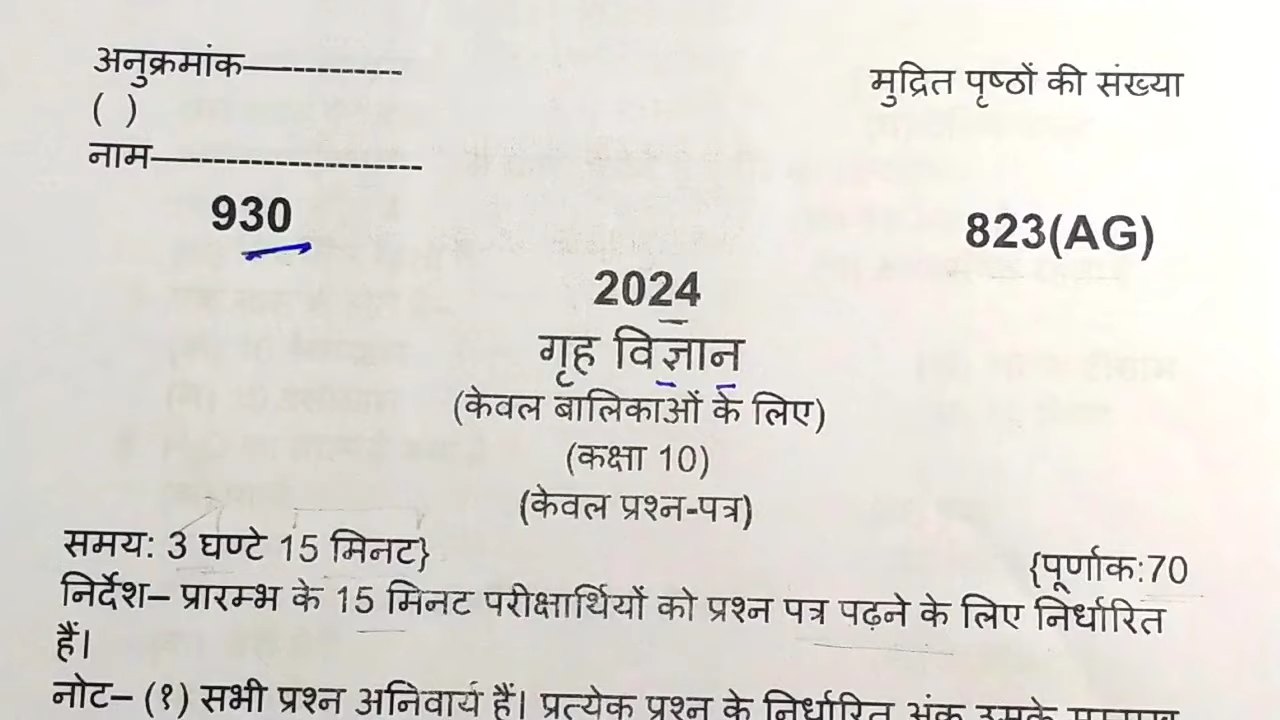 अनुक्रमांक—-----------
मुद्रित पृष्ठों की संख्या
( )
नाम—--------------------
930
823(AG)
2024
गृह विज्ञान
(केवल बालिकाओं के लिए)
(कक्षा 10)
(केवल प्रश्न-पत्र)
समय: 3 घण्टे 15 मिनट}
{पूर्णाक:70
निर्देश– प्रारम्भ के 15 मिनट परीक्षार्थियों को प्रश्न पत्र पढ़ने के लिए निर्धारित
हैं।
नोट– (१) सभी प्रश्न अनिवार्य हैं। प्रत्येक प्रश्न के निर्धारित अंक उसके